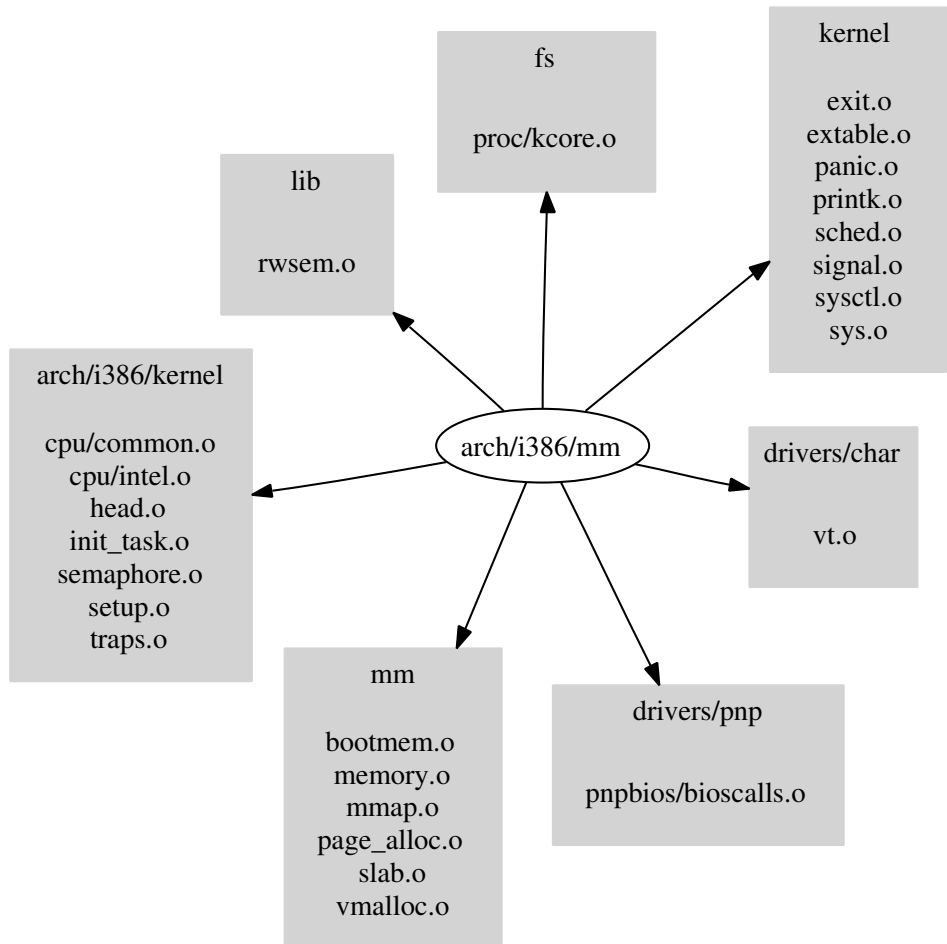 fs
proc/kcore.o
kernel
exit.o
extable.o
panic.o
printk.o
sched.o
signal.o
sysctl.o
sys.o
lib
rwsem.o
arch/i386/kernel
cpu/common.o
cpu/intel.o
head.o
init_task.o
semaphore.o
setup.o
traps.o
arch/i386/mm
drivers/char
vt.o
mm
bootmem.o
memory.o
mmap.o
page_alloc.o
slab.o
vmalloc.o
drivers/pnp
pnpbios/bioscalls.o